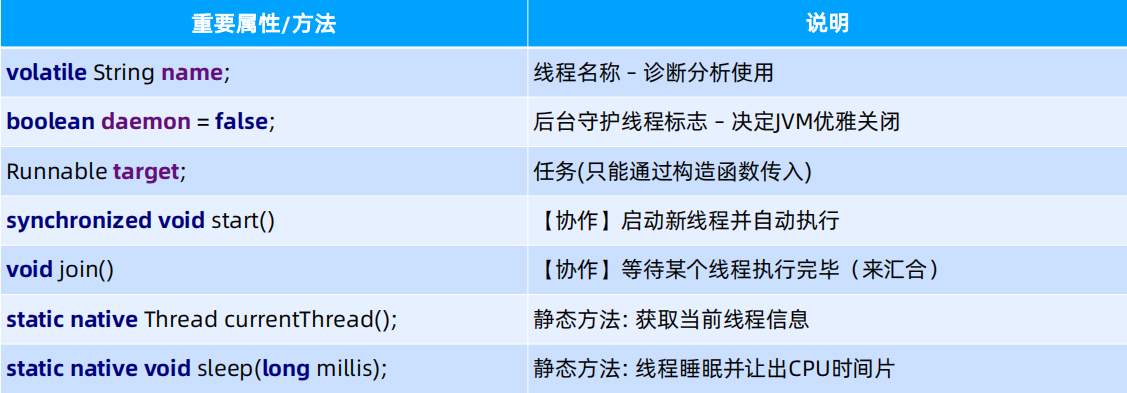 重要属性/方法 说明
volatile String name; 线程名称 – 诊断分析使用
boolean daemon = false; 后台守护线程标志 – 决定JVM优雅关闭
Runnable target; 任务(只能通过构造函数传入)
synchronized void start() 【协作】启动新线程并自动执行
void join() 【协作】等待某个线程执行完毕（来汇合）
static native Thread currentThread(); 静态方法: 获取当前线程信息
static native void sleep(long millis); 静态方法: 线程睡眠并让出CPU时间片